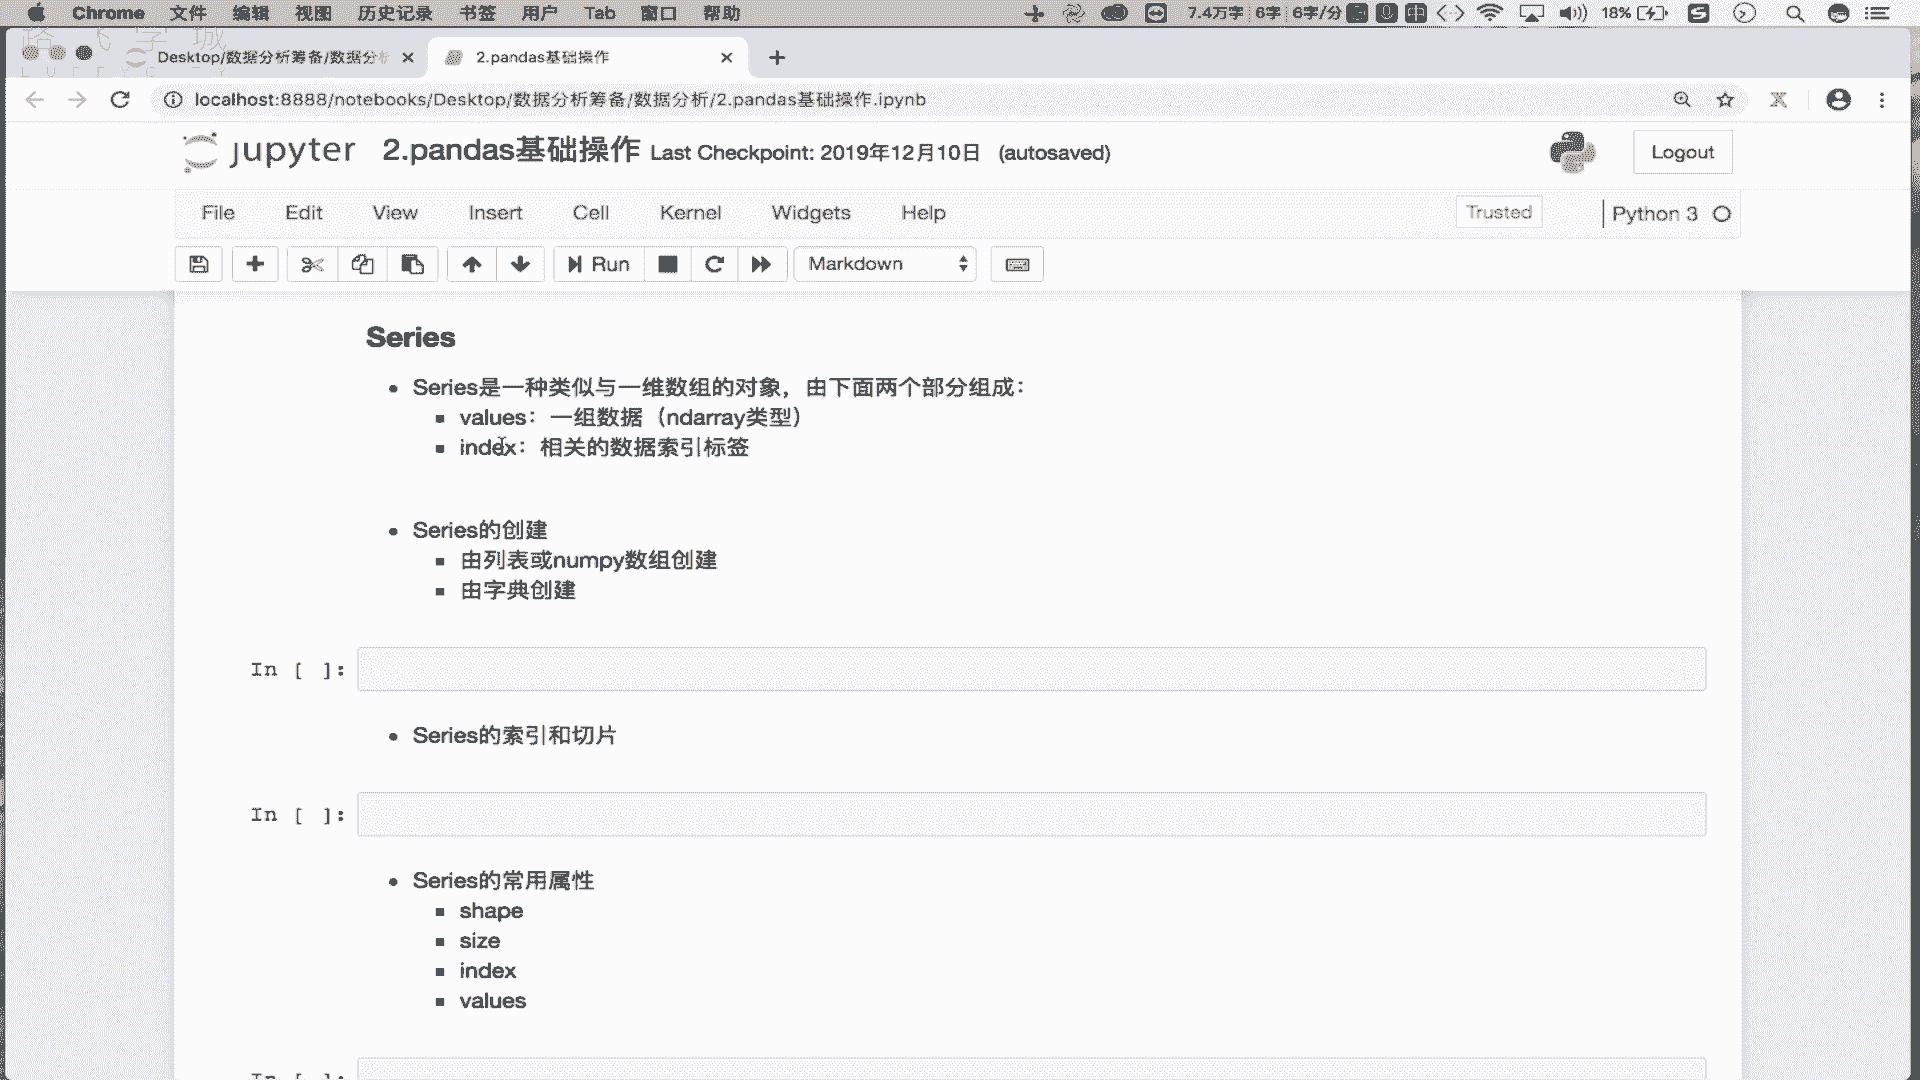 Chrome 文件 编辑 视图 历史记录 书签 用户 Tab 窗口 帮助 7.4万字 6字 6字/分 中 18%
Desktop/数据分析筹备/数据分析 2.pandas基础操作
localhost:8888/notebooks/Desktop/数据分析筹备/数据分析/2.pandas基础操作.ipynb
jupyter 2.pandas基础操作 Last Checkpoint: 2019年12月10日 (autosaved) Logout
File Edit View Insert Cell Kernel Widgets Help Trusted Python 3
Run Markdown
Series
Series是一种类似与一维数组的对象，由下面两个部分组成：
values：一组数据（ndarray类型）
index：相关的数据索引标签
Series的创建
由列表或numpy数组创建
由字典创建
In [ ]:
Series的索引和切片
In [ ]:
Series的常用属性
shape
size
index
values
In [ ]: